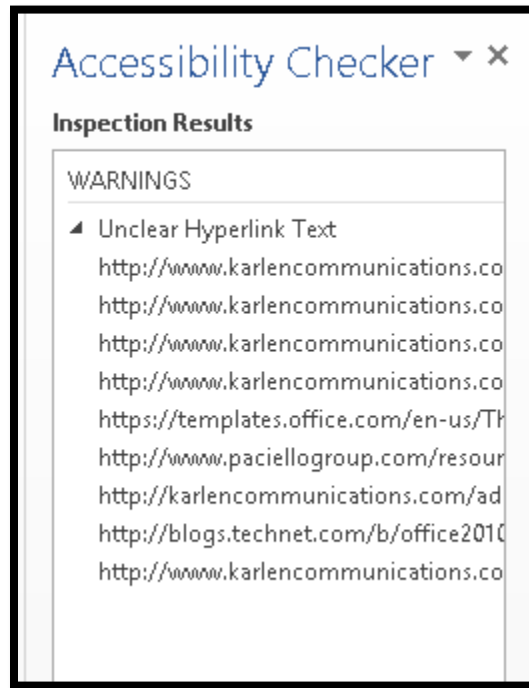 Accessibility Checker
Inspection Results
WARNINGS
Unclear Hyperlink Text
http://www.karlencommunications.co
http://www.karlencommunications.co
http://www.karlencommunications.co
http://www.karlencommunications.co
https://templates.office.com/en-us/Th
http://www.paciellogroup.com/resour
http://karlencommunications.com/ad
http://blogs.technet.com/b/office2010
http://www.karlencommunications.co